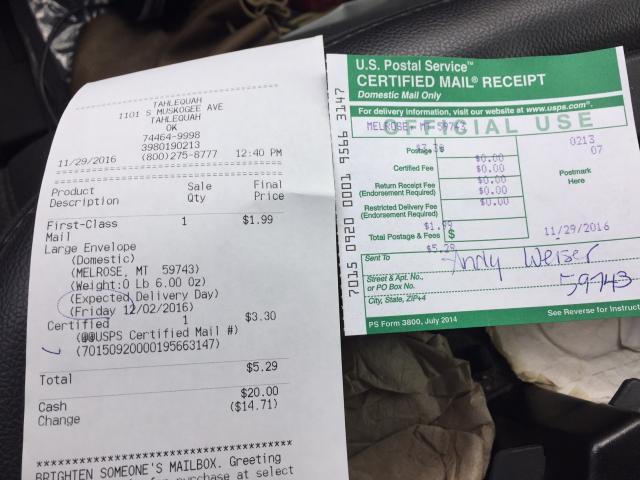 TAHLEQUAH
1101 S MUSKOGEE AVE
TAHLEQUAH
OK
74464-9998
3980190213
11/29/2016 (800)275-8777 12:40 PM
Product Sale Final
Description Qty Price
First-Class 1 $1.99
Mail
Large Envelope
(Domestic)
(MELROSE, MT 59743)
(Weight:0 Lb 6.00 Oz)
(Expected Delivery Day)
(Friday 12/02/2016)
Certified 1 $3.30
(@@USPS Certified Mail #)
(70150920000195663147)
Total $5.29
Cash $20.00
Change ($14.71)
********************************
BRIGHTEN SOMEONE'S MAILBOX. Greeting
purchase at select
U.S. Postal Service™
CERTIFIED MAIL® RECEIPT
Domestic Mail Only
For delivery information, visit our website at www.usps.com®.
OFFICIAL USE
MELROSE, MT 59743
7015 0920 0001 9566 3147
Postage $
Certified Fee $0.00
Return Receipt Fee $0.00
(Endorsement Required) $0.00
Restricted Delivery Fee $0.00
(Endorsement Required)
$1.99
Total Postage & Fees $
$5.29
0213
07
Postmark
Here
11/29/2016
Sent To Andy Weiser
Street & Apt. No.,
or PO Box No. 59743
City, State, ZIP+4
PS Form 3800, July 2014 See Reverse for Instruc